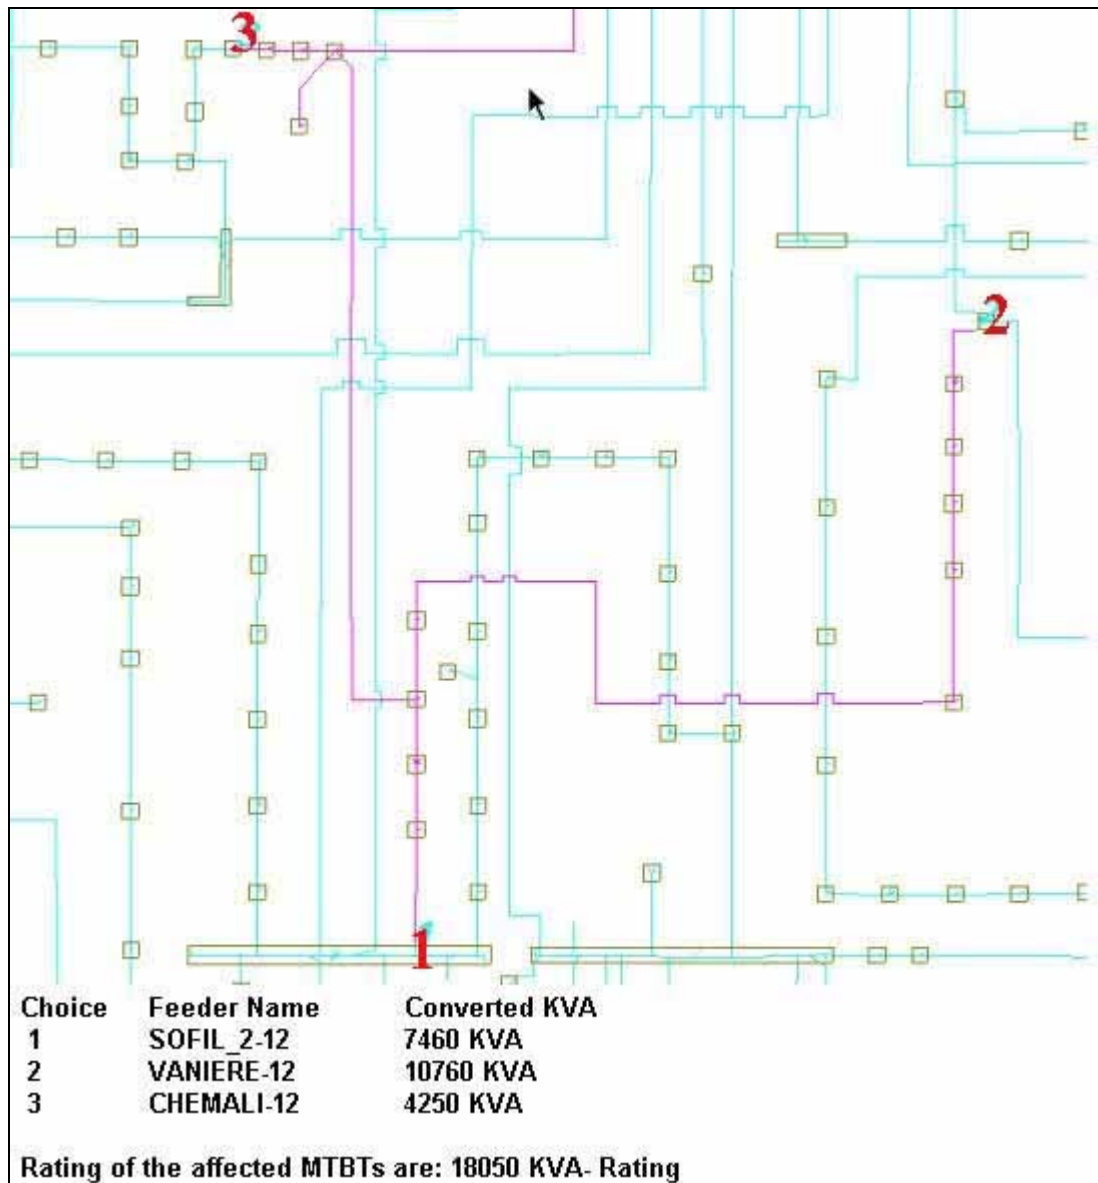 3
2
1
Choice Feeder Name Converted KVA
1 SOFIL_2-12 7460 KVA
2 VANIERE-12 10760 KVA
3 CHEMALI-12 4250 KVA
Rating of the affected MTBTs are: 18050 KVA- Rating